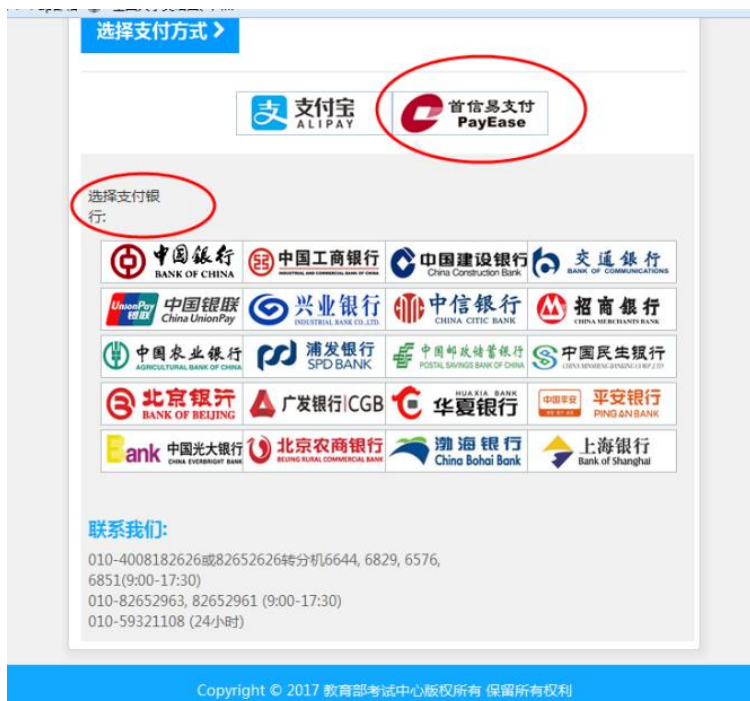 选择支付方式
支付宝
ALIPAY
首信易支付
PayEase
选择支付银
行:
中国银行
BANK OF CHINA
中国工商银行
INDUSTRIAL AND COMMERCIAL BANK OF CHINA
中国建设银行
China Construction Bank
交通银行
BANK OF COMMUNICATIONS
UnionPay
银联
中国银联
China UnionPay
兴业银行
INDUSTRIAL BANK CO.,LTD.
中信银行
CHINA CITIC BANK
招商银行
CHINA MERCHANTS BANK
中国农业银行
AGRICULTURAL BANK OF CHINA
浦发银行
SPD BANK
中国邮政储蓄银行
POSTAL SAVINGS BANK OF CHINA
中国民生银行
CHINA MINSHENG BANKING CORP.,LTD
北京银行
BANK OF BEIJING
广发银行|CGB
HUAXIA BANK
华夏银行
中国平安
平安银行
PING AN BANK
Bank
中国光大银行
CHINA EVERBRIGHT BANK
北京农商银行
BEIJING RURAL COMMERCIAL BANK
渤海银行
China Bohai Bank
上海银行
Bank of Shanghai
联系我们:
010-4008182626或82652626转分机6644, 6829, 6576,
6851(9:00-17:30)
010-82652963, 82652961 (9:00-17:30)
010-59321108 (24小时)
Copyright © 2017 教育部考试中心版权所有 保留所有权利